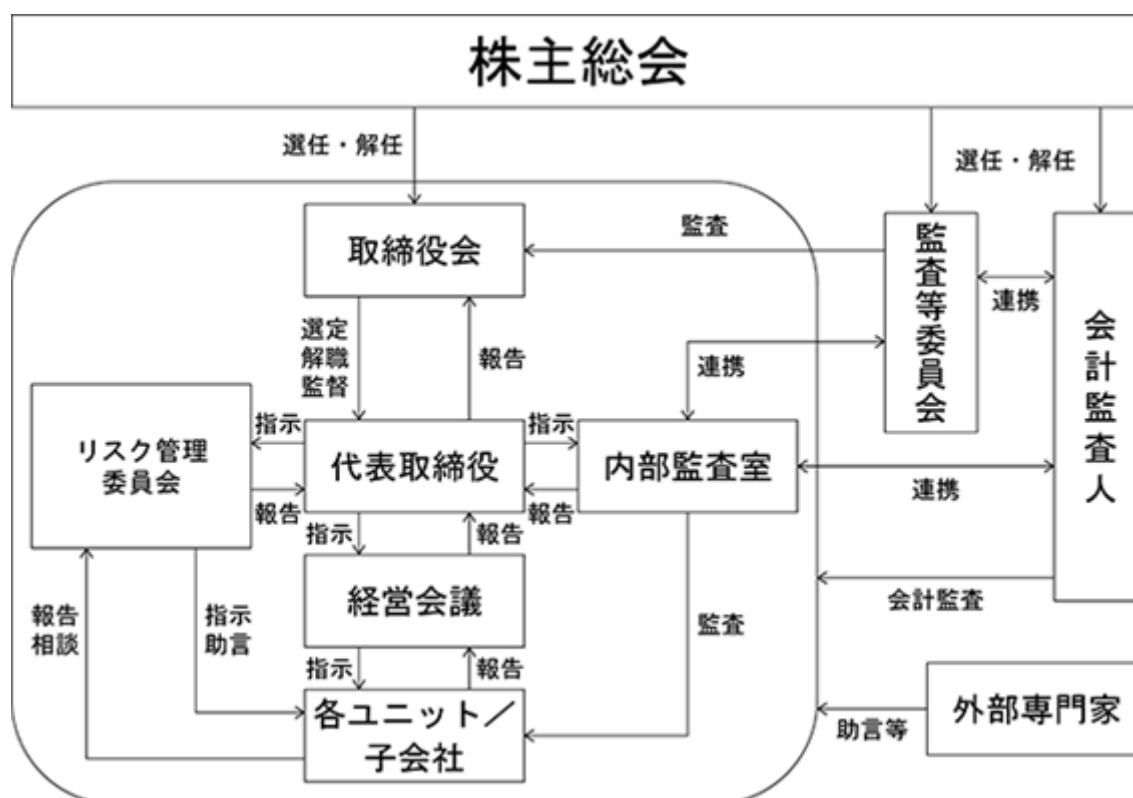 株主総会
選任・解任
選任・解任
取締役会
監査
監査等委員会
連携
会計監査人
選定
解職
監督
報告
連携
リスク管理
委員会
指示
代表取締役
指示
内部監査室
報告
報告
連携
指示
報告
経営会議
会計監査
報告
相談
指示
助言
監査
指示
報告
各ユニット／
子会社
助言等
外部専門家